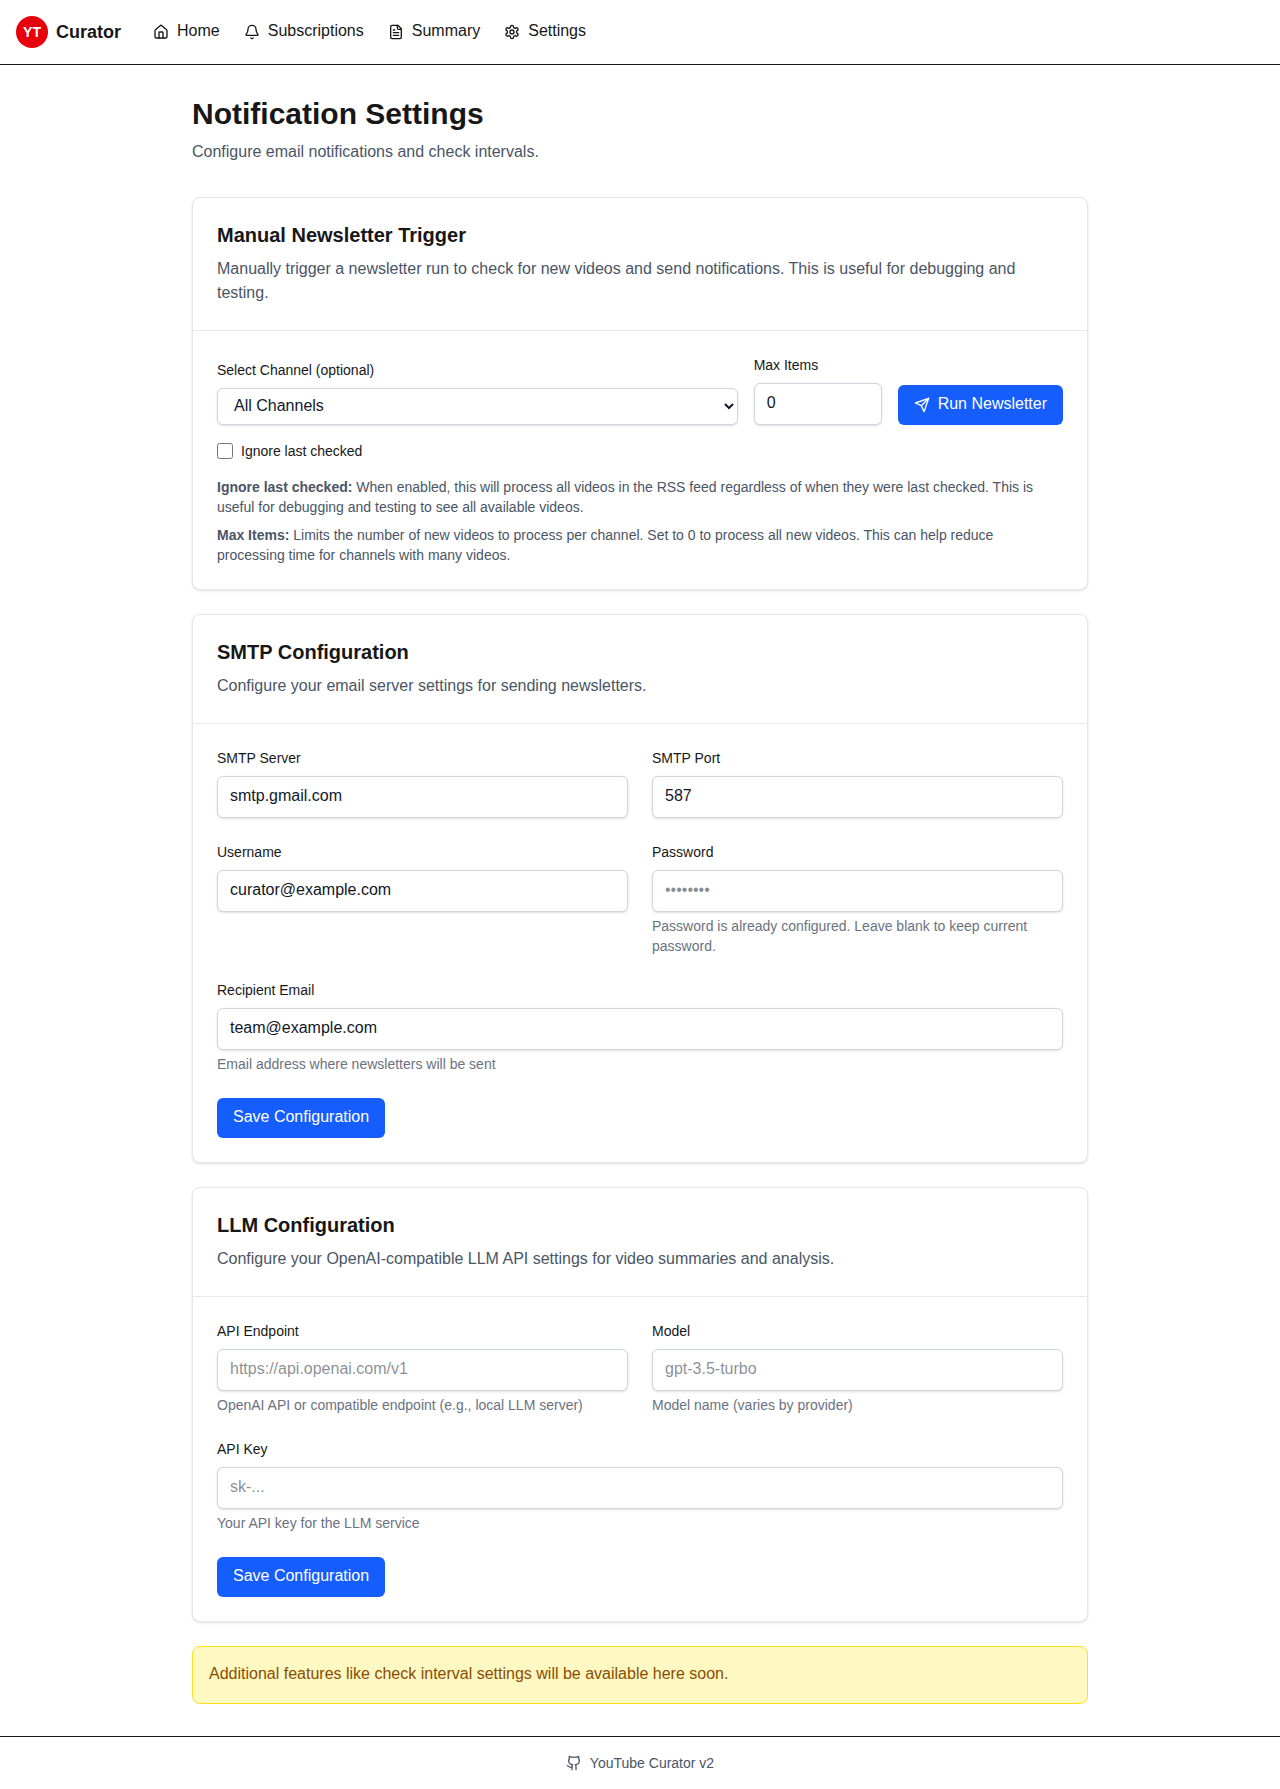 YT Curator Home Subscriptions Summary Settings
Notification Settings
Configure email notifications and check intervals.
Manual Newsletter Trigger
Manually trigger a newsletter run to check for new videos and send notifications. This is useful for debugging and
testing.
Select Channel (optional)
All Channels
Max Items
0
Run Newsletter
Ignore last checked
Ignore last checked: When enabled, this will process all videos in the RSS feed regardless of when they were last checked. This is
useful for debugging and testing to see all available videos.
Max Items: Limits the number of new videos to process per channel. Set to 0 to process all new videos. This can help reduce
processing time for channels with many videos.
SMTP Configuration
Configure your email server settings for sending newsletters.
SMTP Server
smtp.gmail.com
SMTP Port
587
Username
curator@example.com
Password
••••••••
Password is already configured. Leave blank to keep current
password.
Recipient Email
team@example.com
Email address where newsletters will be sent
Save Configuration
LLM Configuration
Configure your OpenAI-compatible LLM API settings for video summaries and analysis.
API Endpoint
https://api.openai.com/v1
OpenAI API or compatible endpoint (e.g., local LLM server)
Model
gpt-3.5-turbo
Model name (varies by provider)
API Key
sk-...
Your API key for the LLM service
Save Configuration
Additional features like check interval settings will be available here soon.
YouTube Curator v2